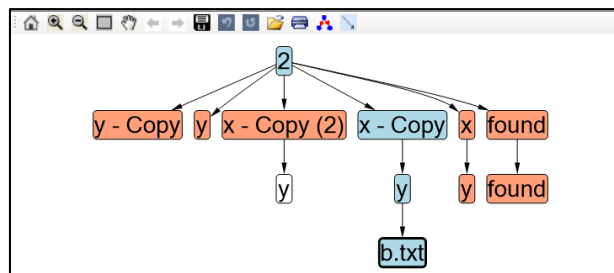 2
y - Copy y x - Copy (2) x - Copy x found
y y y found
b.txt